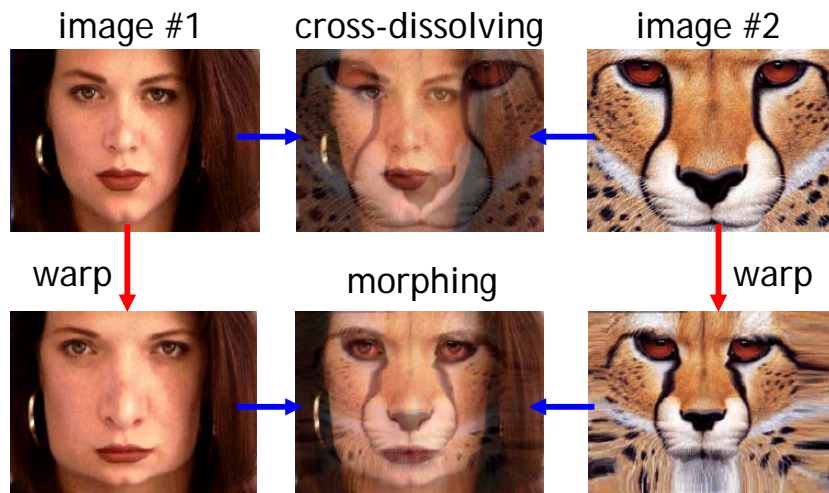 image #1
cross-dissolving
image #2
warp
morphing
warp